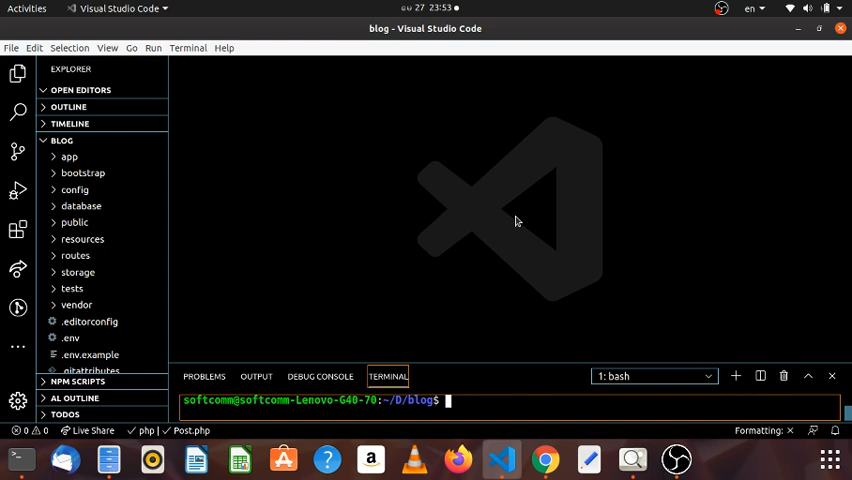 Activities
Visual Studio Code
27 23:53
en
blog - Visual Studio Code
File Edit Selection View Go Run Terminal Help
EXPLORER
OPEN EDITORS
OUTLINE
TIMELINE
BLOG
app
bootstrap
config
database
public
resources
routes
storage
tests
vendor
.editorconfig
.env
.env.example
.gitattributes
NPM SCRIPTS
AL OUTLINE
TODOS
PROBLEMS OUTPUT DEBUG CONSOLE TERMINAL
1: bash
softcomm@softcomm-Lenovo-G40-70:~/D/blog$
0 0 Live Share php Post.php
Formatting: